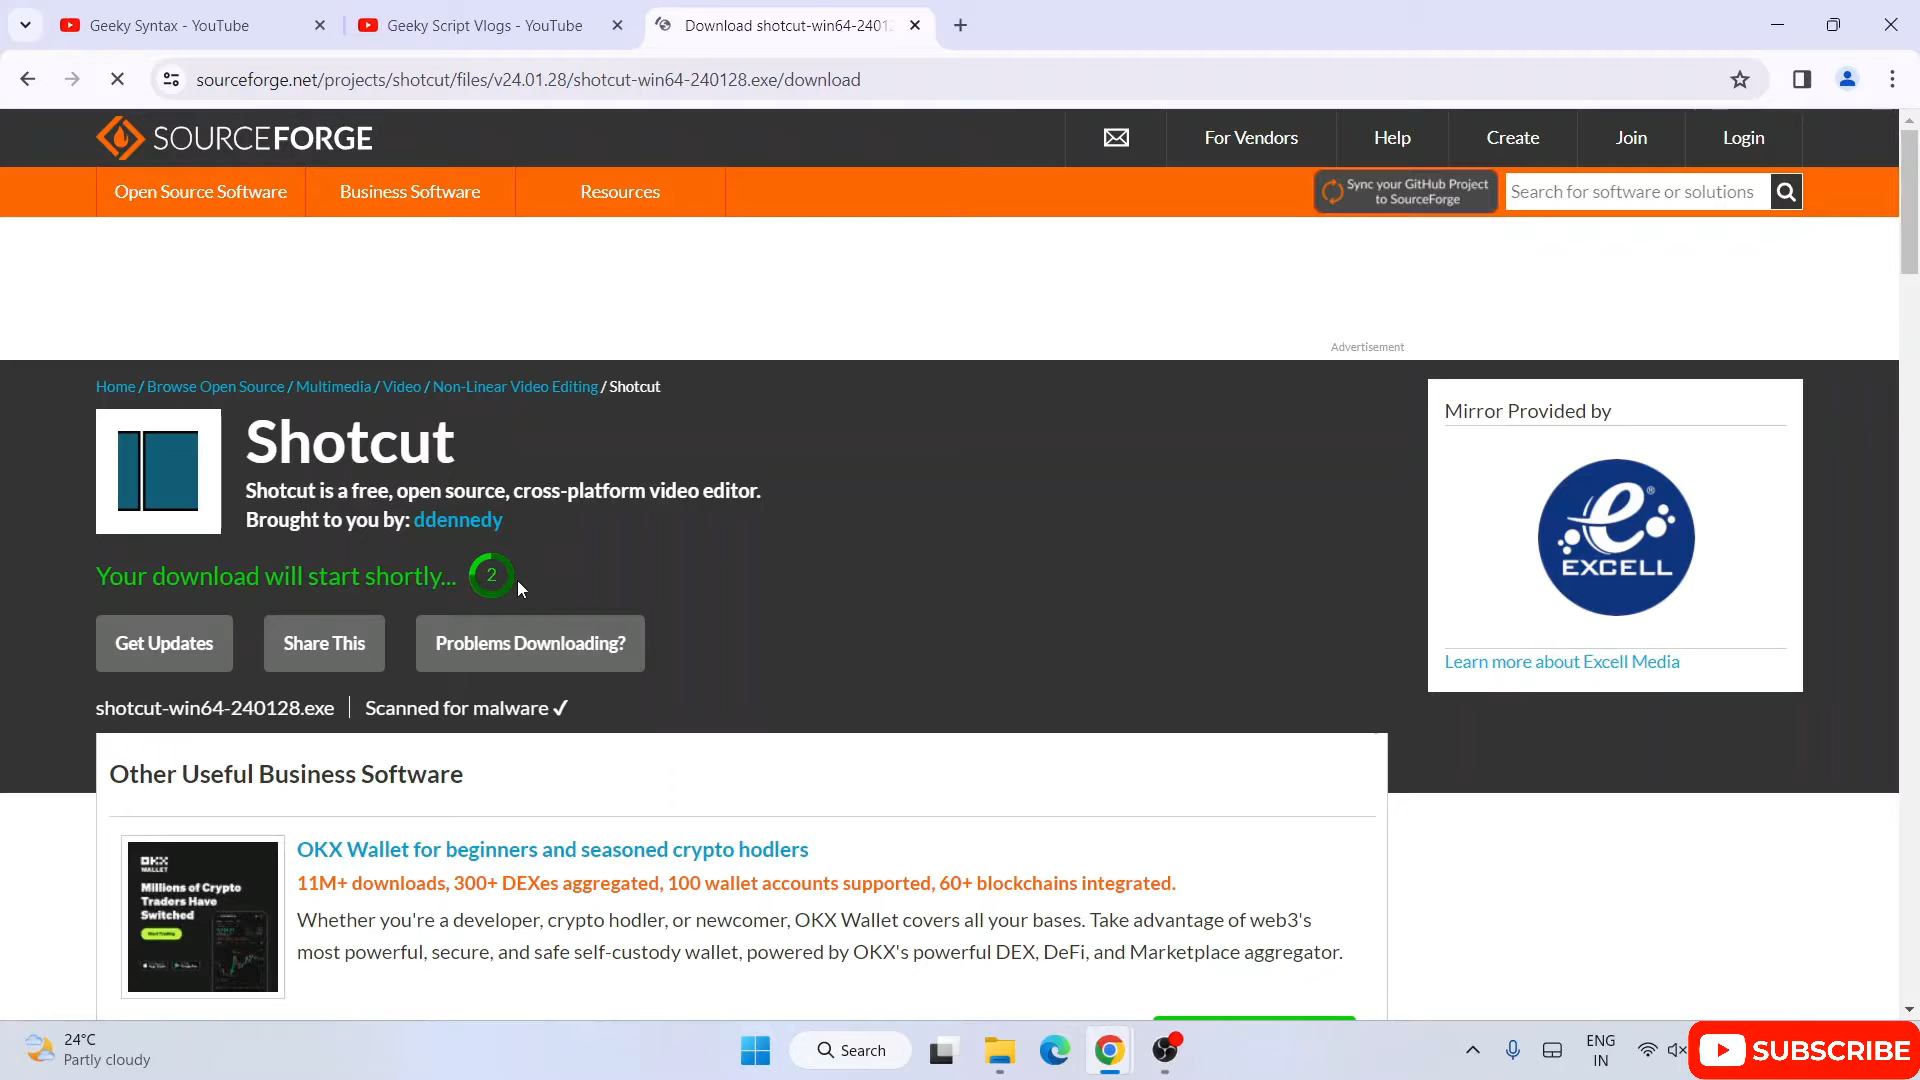 Geeky Syntax - YouTube
Geeky Script Vlogs - YouTube
Download shotcut-win64-2401
sourceforge.net/projects/shotcut/files/v24.01.28/shotcut-win64-240128.exe/download
SOURCEFORGE
For Vendors
Help
Create
Join
Login
Open Source Software
Business Software
Resources
Sync your GitHub Project
to SourceForge
Search for software or solutions
Advertisement
Home / Browse Open Source / Multimedia / Video / Non-Linear Video Editing / Shotcut
Shotcut
Shotcut is a free, open source, cross-platform video editor.
Brought to you by: ddennedy
Your download will start shortly... 2
Get Updates
Share This
Problems Downloading?
shotcut-win64-240128.exe
Scanned for malware ✓
Mirror Provided by
e ®
EXCELL
Learn more about Excell Media
Other Useful Business Software
OKX
WALLET
Millions of Crypto
Traders Have
Switched
OKX Wallet for beginners and seasoned crypto hodlers
11M+ downloads, 300+ DEXes aggregated, 100 wallet accounts supported, 60+ blockchains integrated.
Whether you're a developer, crypto hodler, or newcomer, OKX Wallet covers all your bases. Take advantage of web3's
most powerful, secure, and safe self-custody wallet, powered by OKX's powerful DEX, DeFi, and Marketplace aggregator.
24°C
Partly cloudy
Search
ENG
IN
SUBSCRIBE